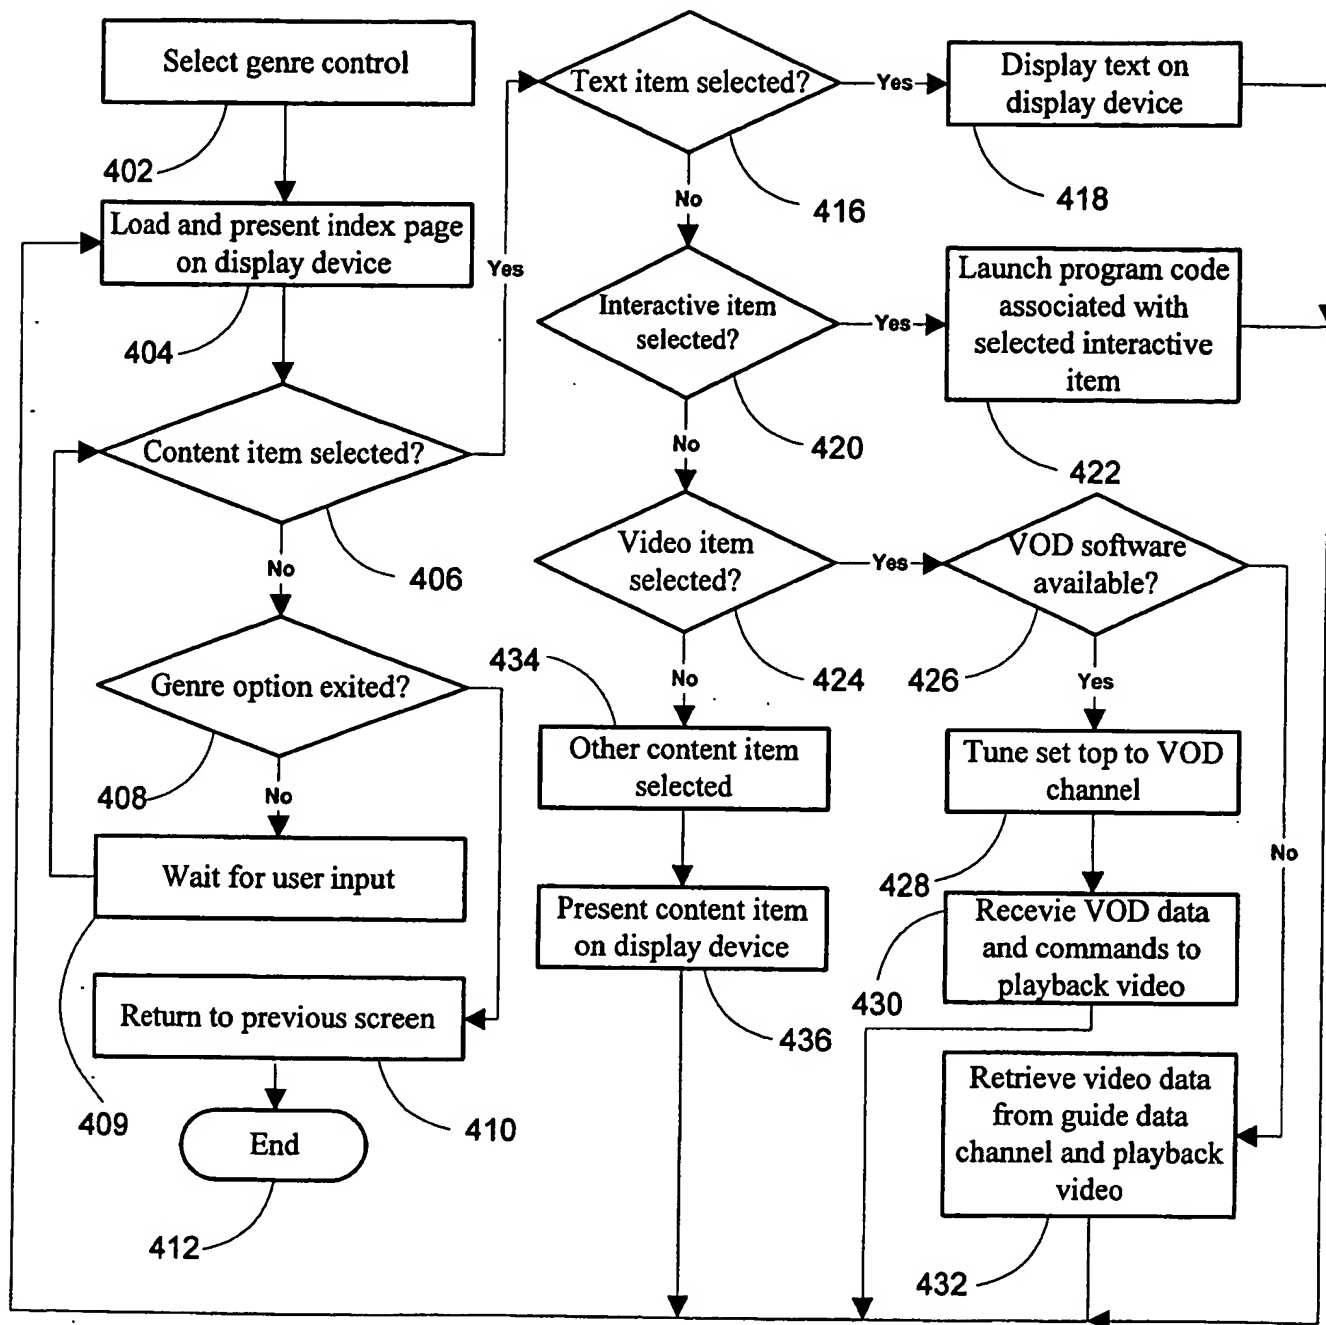 Select genre control
402
Load and present index page
on display device
404
Content item selected?
Yes
406
No
Genre option exited?
408
No
Wait for user input
409
Return to previous screen
410
End
412
Text item selected?
Yes
Display text on
display device
416
418
No
Interactive item
selected?
Yes
Launch program code
associated with
selected interactive
item
420
422
No
Video item
selected?
Yes
VOD software
available?
424
426
434
No
Yes
No
Other content item
selected
Tune set top to VOD
channel
428
Present content item
on display device
436
Recevie VOD data
and commands to
playback video
430
Retrieve video data
from guide data
channel and playback
video
432